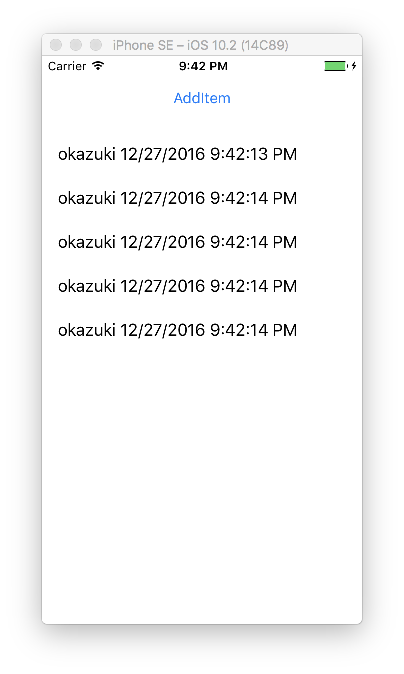 iPhone SE – iOS 10.2 (14C89)
Carrier 9:42 PM
AddItem
okazuki 12/27/2016 9:42:13 PM
okazuki 12/27/2016 9:42:14 PM
okazuki 12/27/2016 9:42:14 PM
okazuki 12/27/2016 9:42:14 PM
okazuki 12/27/2016 9:42:14 PM